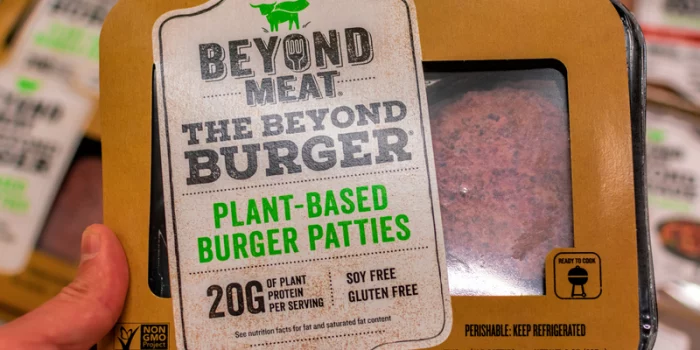 BEYOND
MEAT®
THE BEYOND
BURGER®
PLANT-BASED
BURGER PATTIES
20G OF PLANT
PROTEIN
PER SERVING
SOY FREE
GLUTEN FREE
See nutrition facts for fat and saturated fat content
NON
GMO
Project
READY TO COOK
PERISHABLE: KEEP REFRIGERATED